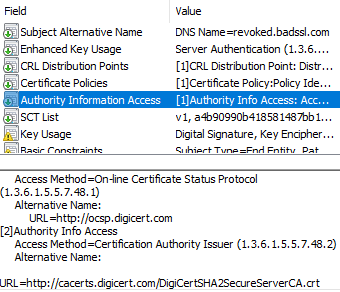 Field Value
Subject Alternative Name DNS Name=revoked.badssl.com
Enhanced Key Usage Server Authentication (1.3.6....
CRL Distribution Points [1]CRL Distribution Point: Distr...
Certificate Policies [1]Certificate Policy:Policy Ide...
Authority Information Access [1]Authority Info Access: Acc...
SCT List v1, a4b90990b418581487bb1...
Key Usage Digital Signature, Key Encipher...
Basic Constraints Subject Type=End Entity, Pat
Access Method=On-line Certificate Status Protocol
(1.3.6.1.5.5.7.48.1)
Alternative Name:
URL=http://ocsp.digicert.com
[2]Authority Info Access
Access Method=Certification Authority Issuer (1.3.6.1.5.5.7.48.2)
Alternative Name:
URL=http://cacerts.digicert.com/DigiCertSHA2SecureServerCA.crt